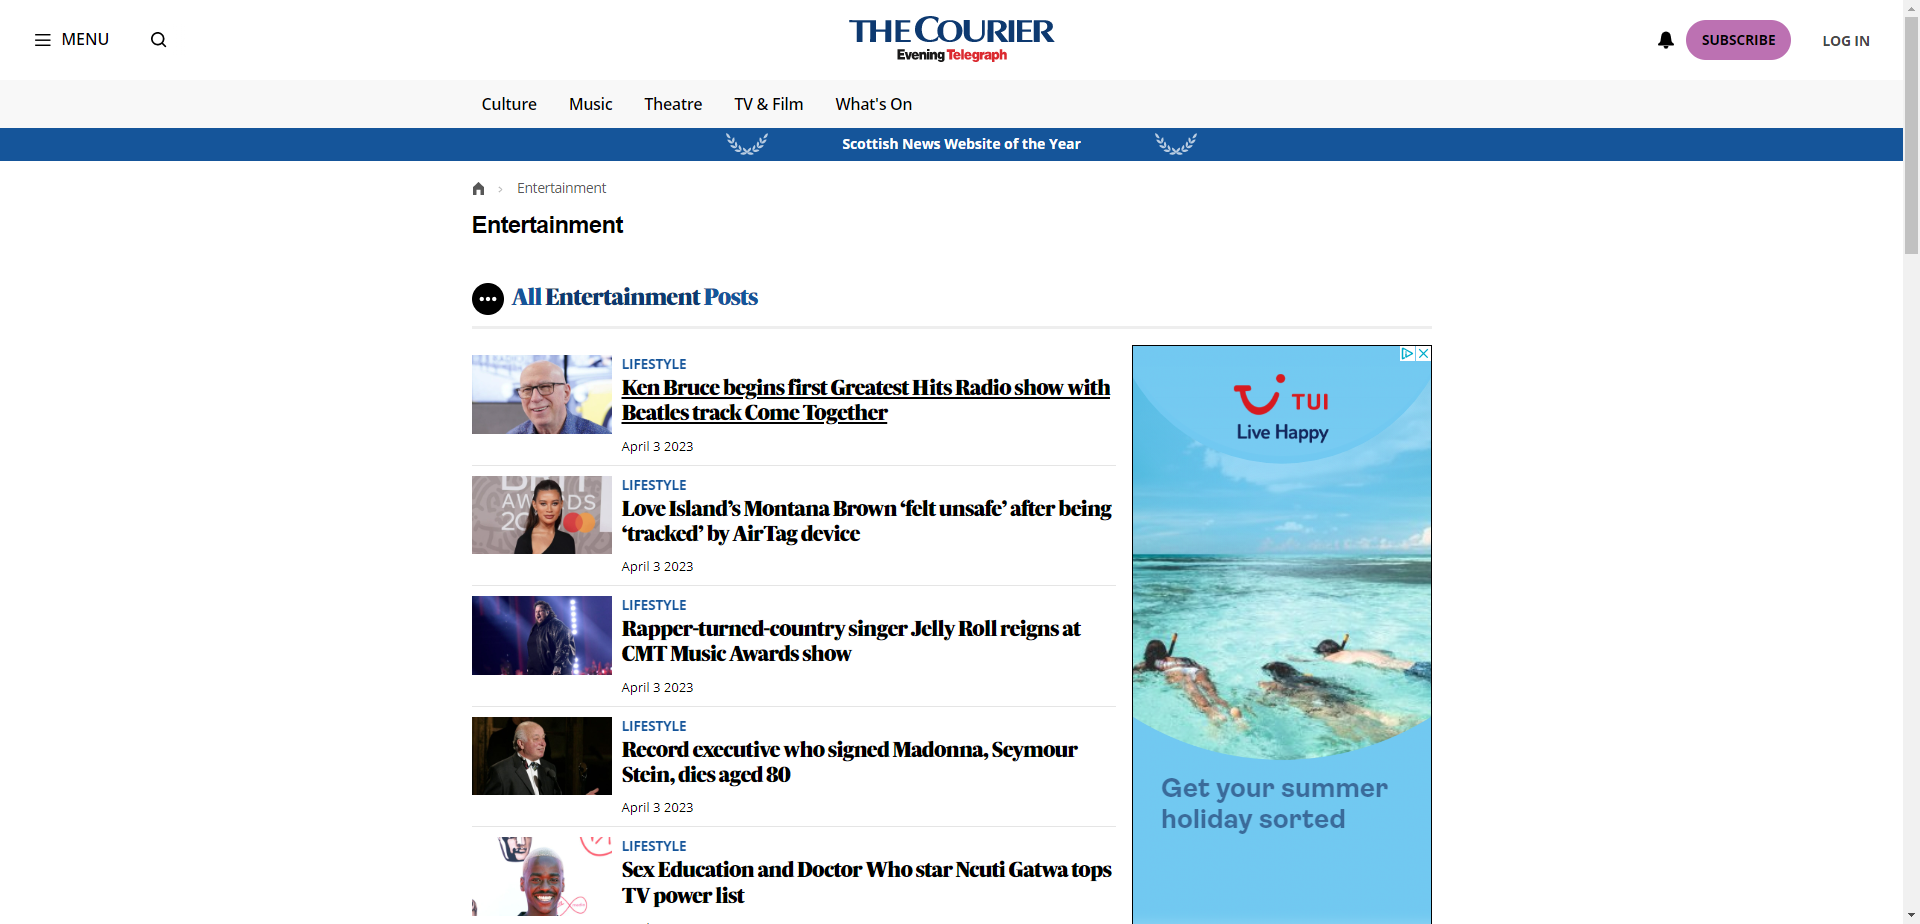 MENU
THE COURIER
Evening Telegraph
SUBSCRIBE
LOG IN
Culture
Music
Theatre
TV & Film
What's On
Scottish News Website of the Year
Entertainment
Entertainment
All Entertainment Posts
LIFESTYLE
Ken Bruce begins first Greatest Hits Radio show with
Beatles track Come Together
April 3 2023
LIFESTYLE
Love Island’s Montana Brown ‘felt unsafe’ after being
‘tracked’ by AirTag device
April 3 2023
LIFESTYLE
Rapper-turned-country singer Jelly Roll reigns at
CMT Music Awards show
April 3 2023
LIFESTYLE
Record executive who signed Madonna, Seymour
Stein, dies aged 80
April 3 2023
LIFESTYLE
Sex Education and Doctor Who star Ncuti Gatwa tops
TV power list
TUI
Live Happy
Get your summer
holiday sorted